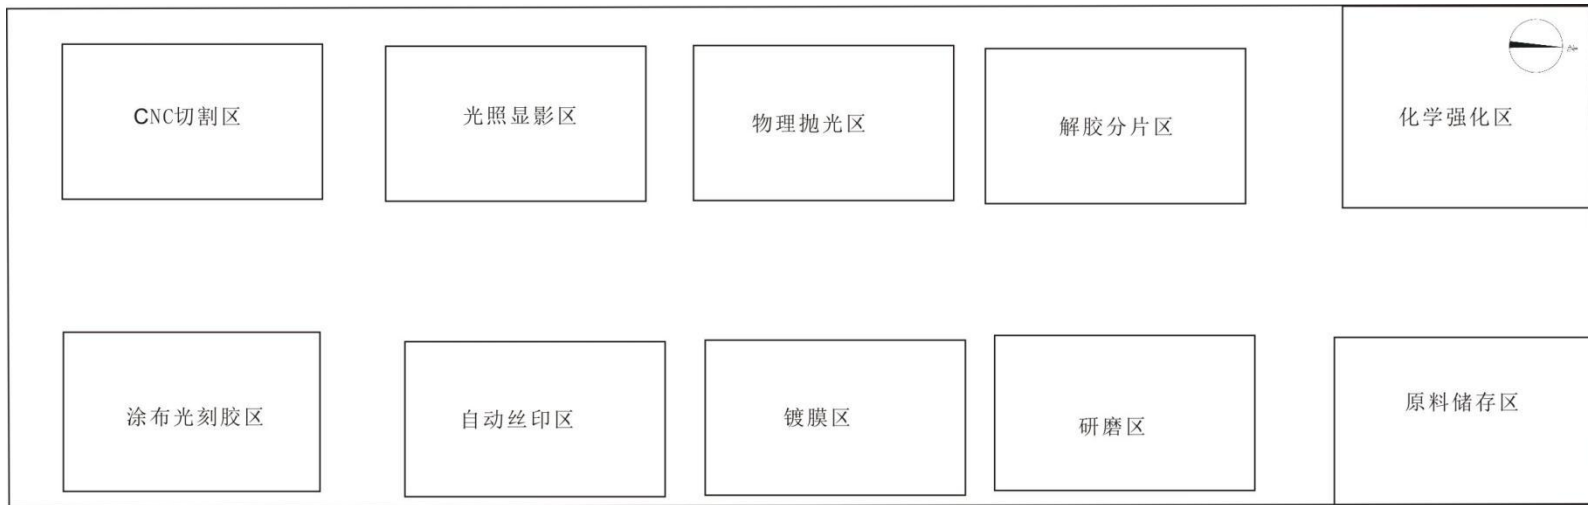 CNC切割区
光照显影区
物理抛光区
解胶分片区
化学强化区
涂布光刻胶区
自动丝印区
镀膜区
研磨区
原料储存区